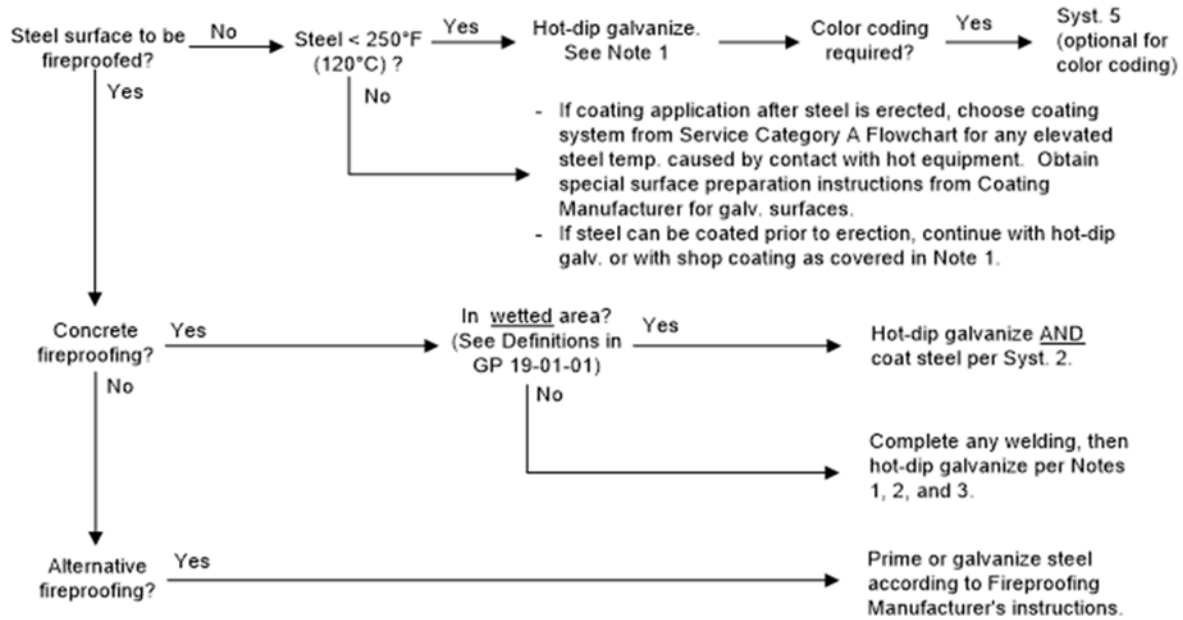 Steel surface to be
fireproofed?
No
Steel < 250°F
(120°C) ?
Yes
Hot-dip galvanize.
See Note 1
Color coding
required?
Yes
Syst. 5
(optional for
color coding)
Yes
No
- If coating application after steel is erected, choose coating
system from Service Category A Flowchart for any elevated
steel temp. caused by contact with hot equipment. Obtain
special surface preparation instructions from Coating
Manufacturer for galv. surfaces.
- If steel can be coated prior to erection, continue with hot-dip
galv. or with shop coating as covered in Note 1.
Concrete
fireproofing?
Yes
In wetted area?
(See Definitions in
GP 19-01-01)
Yes
Hot-dip galvanize AND
coat steel per Syst. 2.
No
No
Complete any welding, then
hot-dip galvanize per Notes
1, 2, and 3.
Alternative
fireproofing?
Yes
Prime or galvanize steel
according to Fireproofing
Manufacturer's instructions.